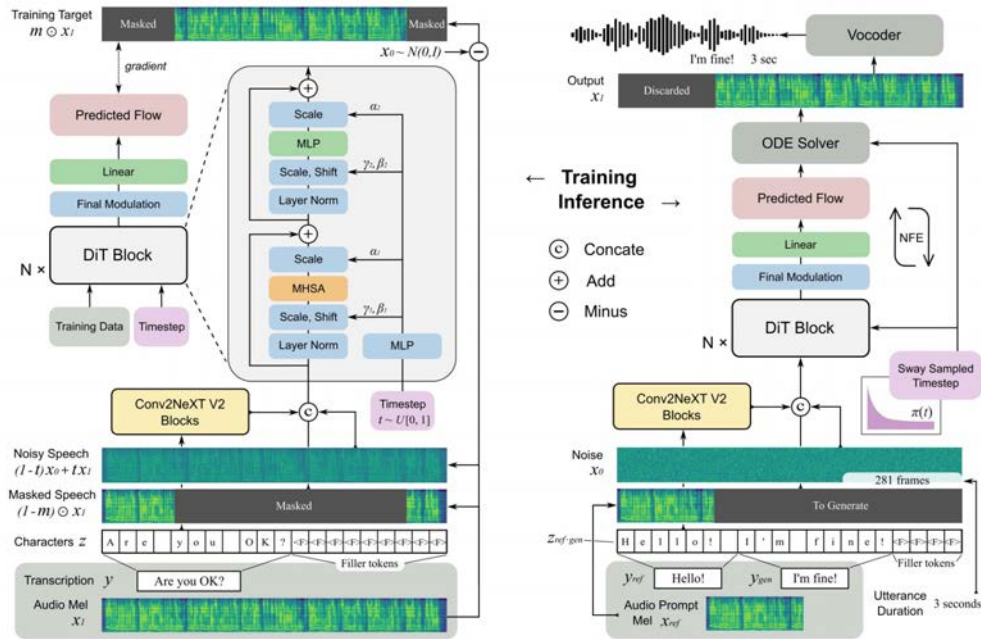 Training Target
m ⊙ x₁
Masked
Masked
x₀ ~ N(0,I)
gradient
Predicted Flow
Linear
Final Modulation
N ×
DiT Block
Training Data
Timestep
Scale
α₂
MLP
Scale, Shift
γ₂, β₂
Layer Norm
Scale
α₁
MHSA
Scale, Shift
γ₁, β₁
Layer Norm
MLP
Conv2NeXT V2
Blocks
c
Timestep
t ~ U[0, 1]
Noisy Speech
(1-t)x₀ + tx₁
Masked Speech
(1-m) ⊙ x₁
Masked
Characters z
A r e y o u O K ? <F> <F> <F> <F> <F> <F> <F>
Filler tokens
Transcription y
Are you OK?
Audio Mel
x₁
← Training
Inference →
c Concate
+ Add
− Minus
Vocoder
I'm fine!
3 sec
Output
x₁
Discarded
ODE Solver
Predicted Flow
Linear
Final Modulation
NFE
N ×
DiT Block
Sway Sampled
Timestep
π(t)
Conv2NeXT V2
Blocks
c
Noise
x₀
281 frames
To Generate
z ref·gen
H e l l o ! I ' m f i n e ! <F> <F> <F>
Filler tokens
y ref
Hello!
y gen
I'm fine!
Utterance
Duration
3 seconds
Audio Prompt
Mel x ref